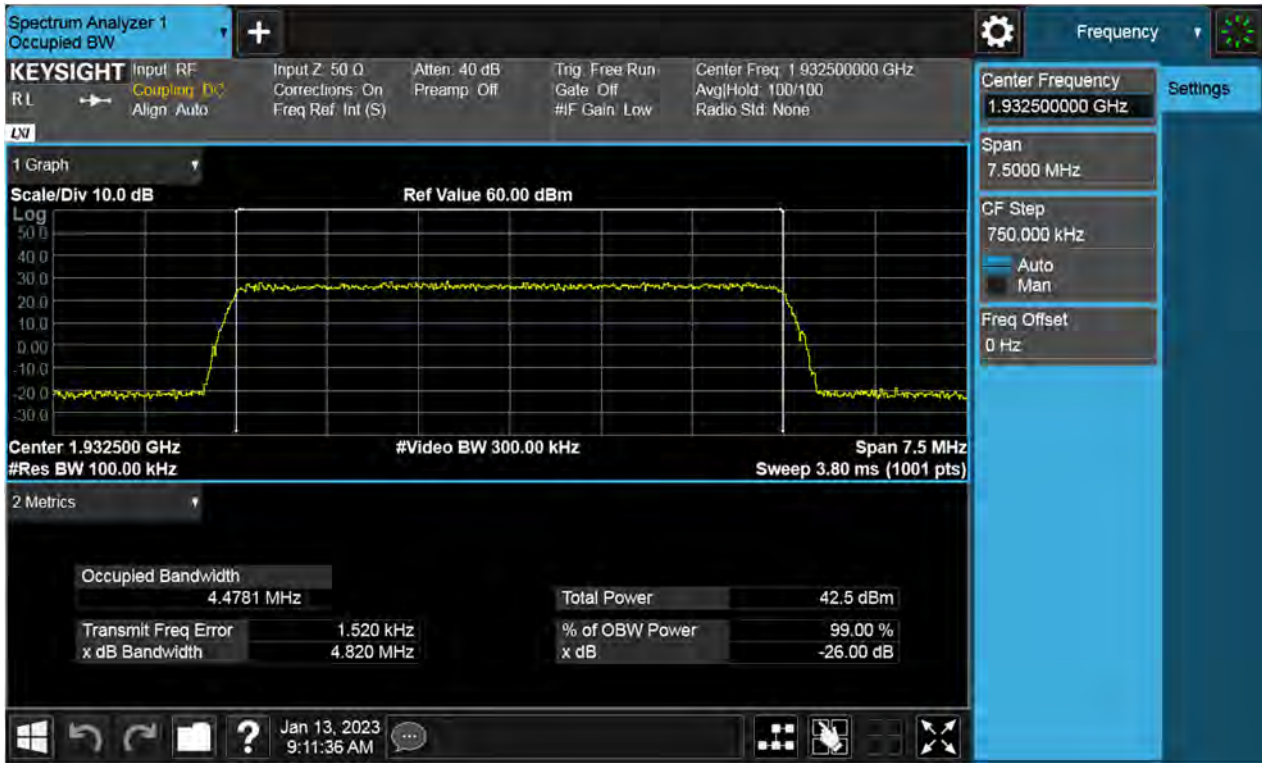 Spectrum Analyzer 1
Occupied BW
+
Frequency
KEYSIGHT
RL
LXI
Input: RF
Coupling: DC
Align: Auto
Input Z: 50 Ω
Corrections: On
Freq Ref: Int (S)
Atten: 40 dB
Preamp: Off
Trig: Free Run
Gate: Off
#IF Gain: Low
Center Freq: 1.932500000 GHz
Avg|Hold: 100/100
Radio Std: None
Center Frequency
1.932500000 GHz
Settings
Span
7.5000 MHz
CF Step
750.000 kHz
Auto
Man
Freq Offset
0 Hz
1 Graph
Scale/Div 10.0 dB
Ref Value 60.00 dBm
Log
50.0
40.0
30.0
20.0
10.0
0.00
-10.0
-20.0
-30.0
Center 1.932500 GHz
#Video BW 300.00 kHz
Span 7.5 MHz
#Res BW 100.00 kHz
Sweep 3.80 ms (1001 pts)
2 Metrics
Occupied Bandwidth
4.4781 MHz
Total Power 42.5 dBm
Transmit Freq Error 1.520 kHz
% of OBW Power 99.00 %
x dB Bandwidth 4.820 MHz
x dB -26.00 dB
?
Jan 13, 2023
9:11:36 AM